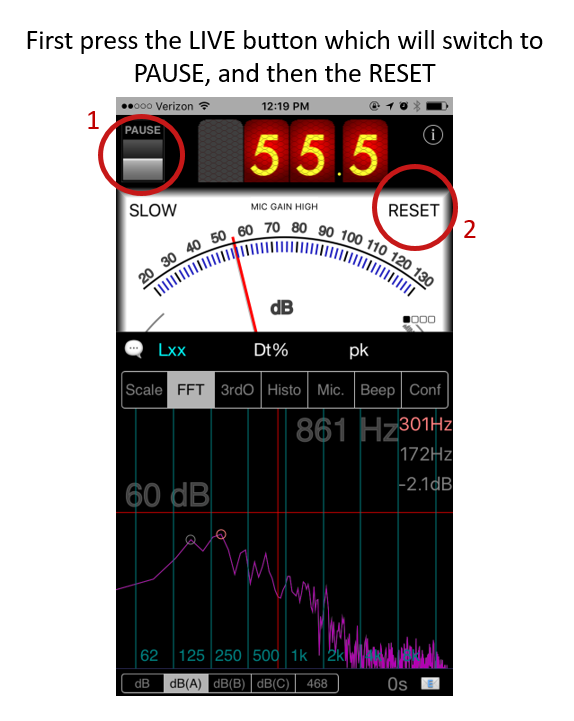 First press the LIVE button which will switch to
PAUSE, and then the RESET
1
Verizon 12:19 PM
PAUSE
55.5
i
SLOW MIC GAIN HIGH RESET
2
20 30 40 50 60 70 80 90 100 110 120 130
dB
Lxx Dt% pk
Scale FFT 3rdO Histo Mic. Beep Conf
861 Hz 301Hz
172Hz
-2.1dB
60 dB
62 125 250 500 1k 2k
dB dB(A) dB(B) dB(C) 468 0s